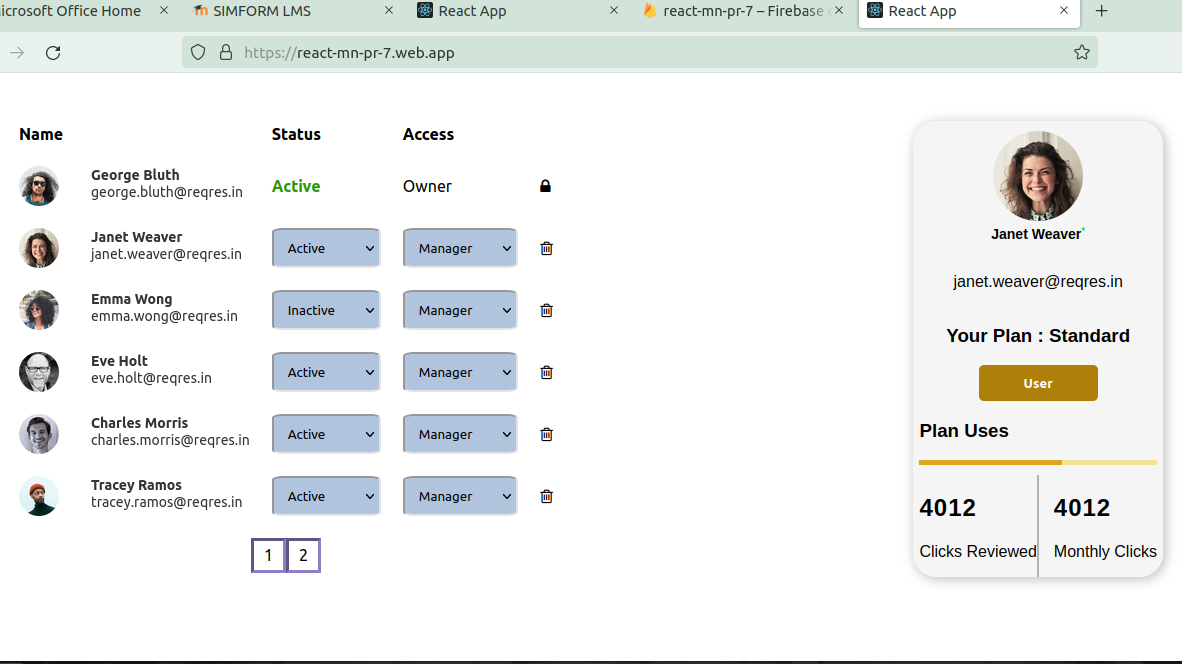 icrosoft Office Home
SIMFORM LMS
React App
react-mn-pr-7 – Firebase c
React App
https://react-mn-pr-7.web.app
Name Status Access
George Bluth
george.bluth@reqres.in
Active Owner
Janet Weaver
janet.weaver@reqres.in
Active Manager
Emma Wong
emma.wong@reqres.in
Inactive Manager
Eve Holt
eve.holt@reqres.in
Active Manager
Charles Morris
charles.morris@reqres.in
Active Manager
Tracey Ramos
tracey.ramos@reqres.in
Active Manager
1 2
Janet Weaver*
janet.weaver@reqres.in
Your Plan : Standard
User
Plan Uses
4012
Clicks Reviewed
4012
Monthly Clicks